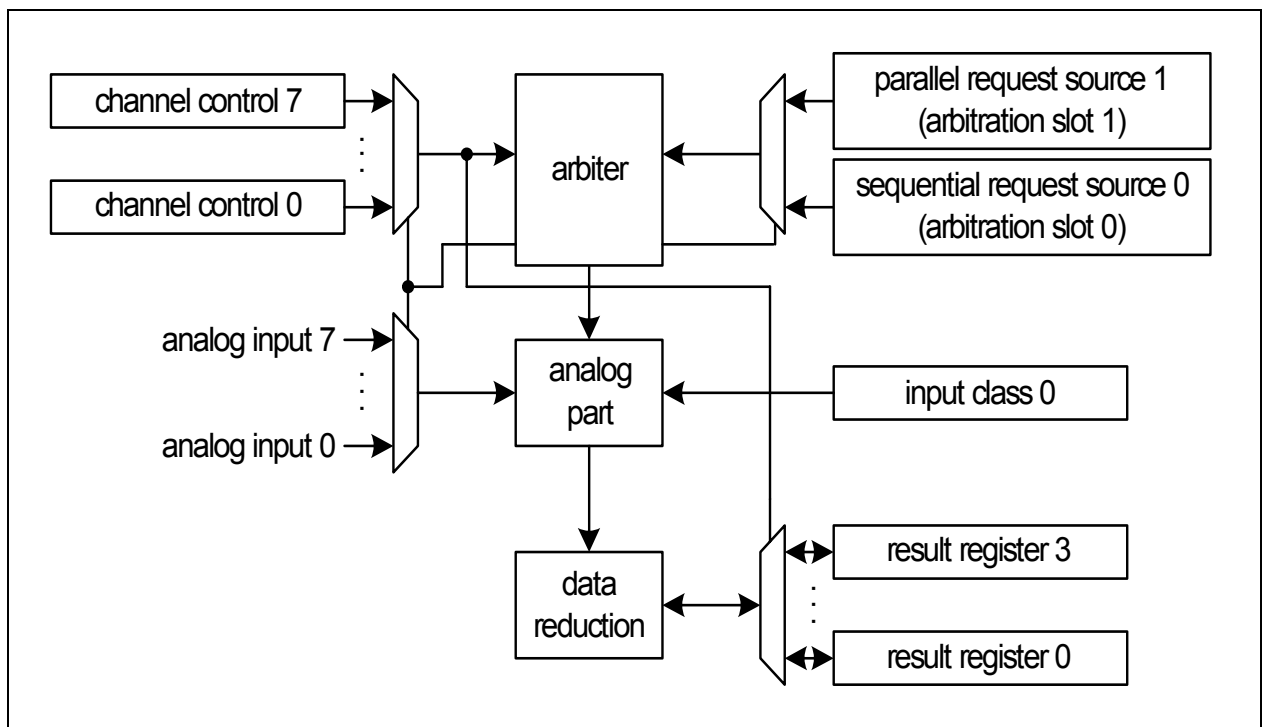 channel control 7
channel control 0
arbiter
parallel request source 1
(arbitration slot 1)
sequential request source 0
(arbitration slot 0)
analog input 7
analog input 0
analog
part
input class 0
data
reduction
result register 3
result register 0